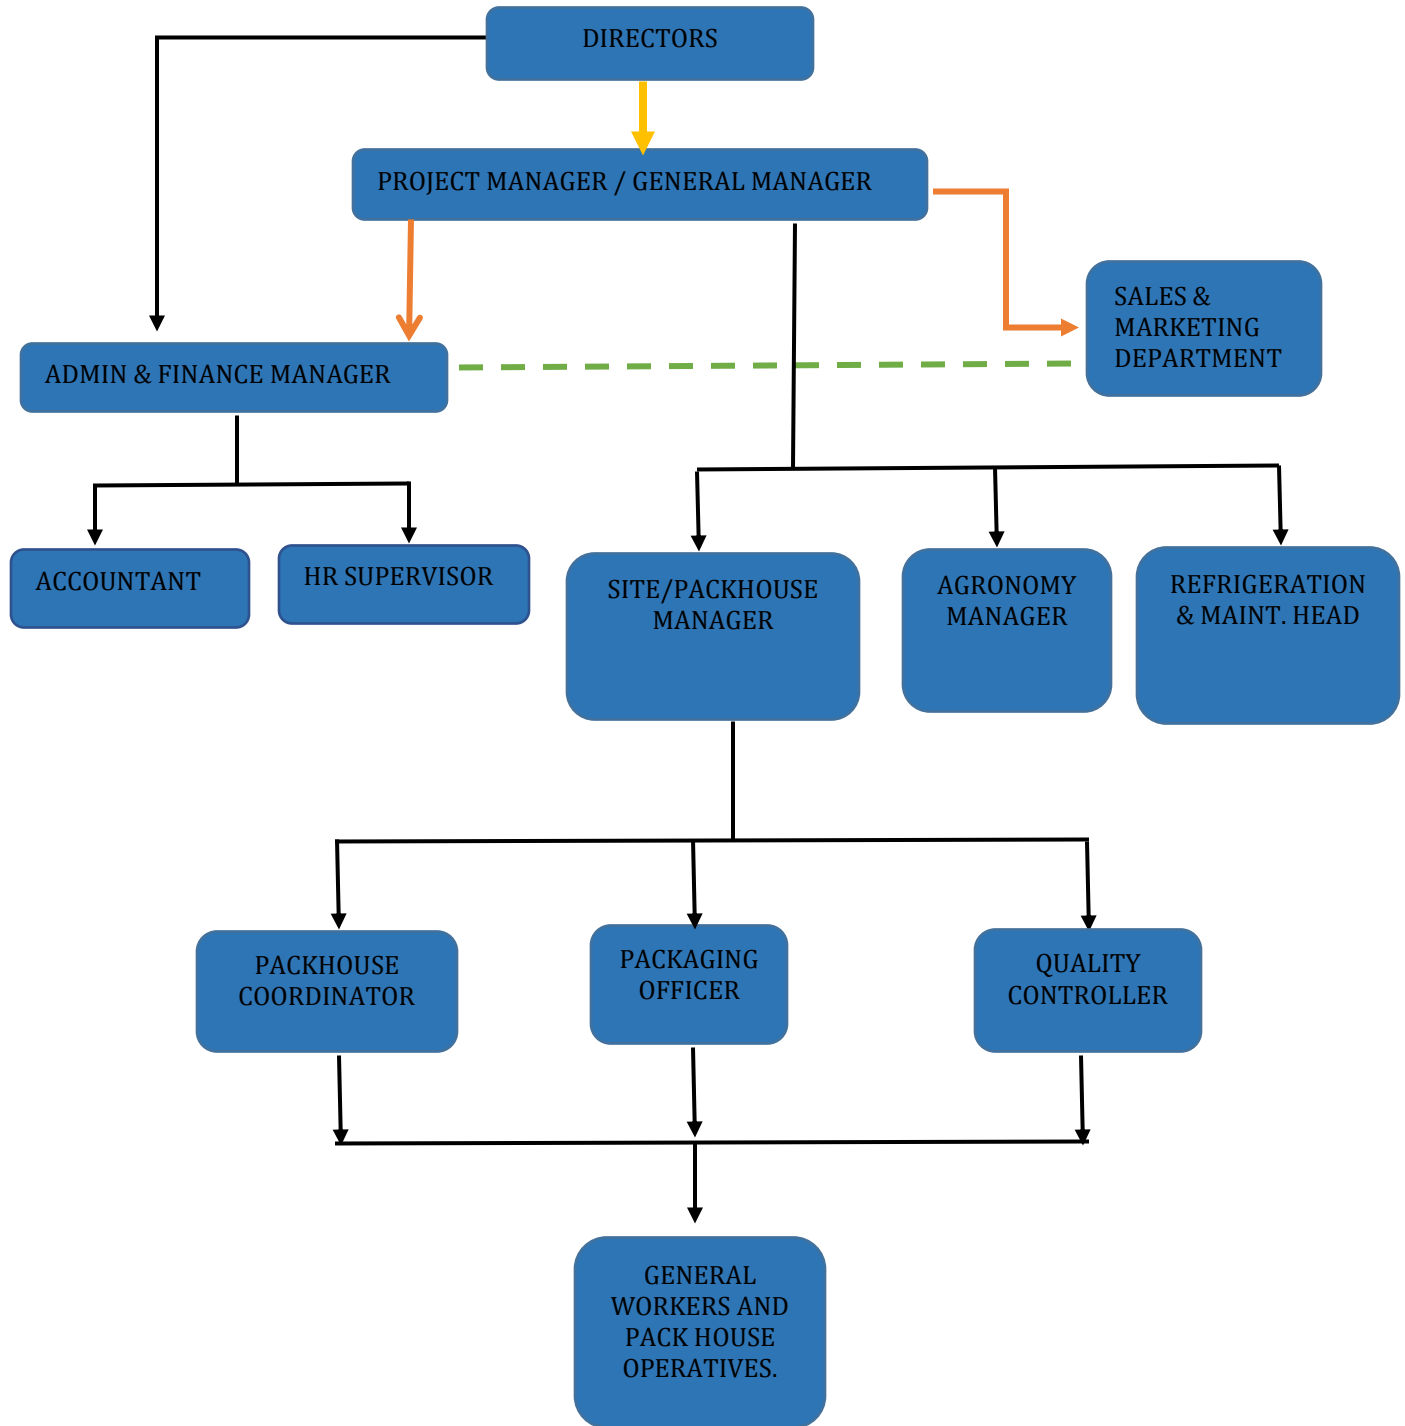 DIRECTORS
PROJECT MANAGER / GENERAL MANAGER
SALES &
MARKETING
DEPARTMENT
ADMIN & FINANCE MANAGER
ACCOUNTANT
HR SUPERVISOR
SITE/PACKHOUSE
MANAGER
AGRONOMY
MANAGER
REFRIGERATION
& MAINT. HEAD
PACKHOUSE
COORDINATOR
PACKAGING
OFFICER
QUALITY
CONTROLLER
GENERAL
WORKERS AND
PACK HOUSE
OPERATIVES.